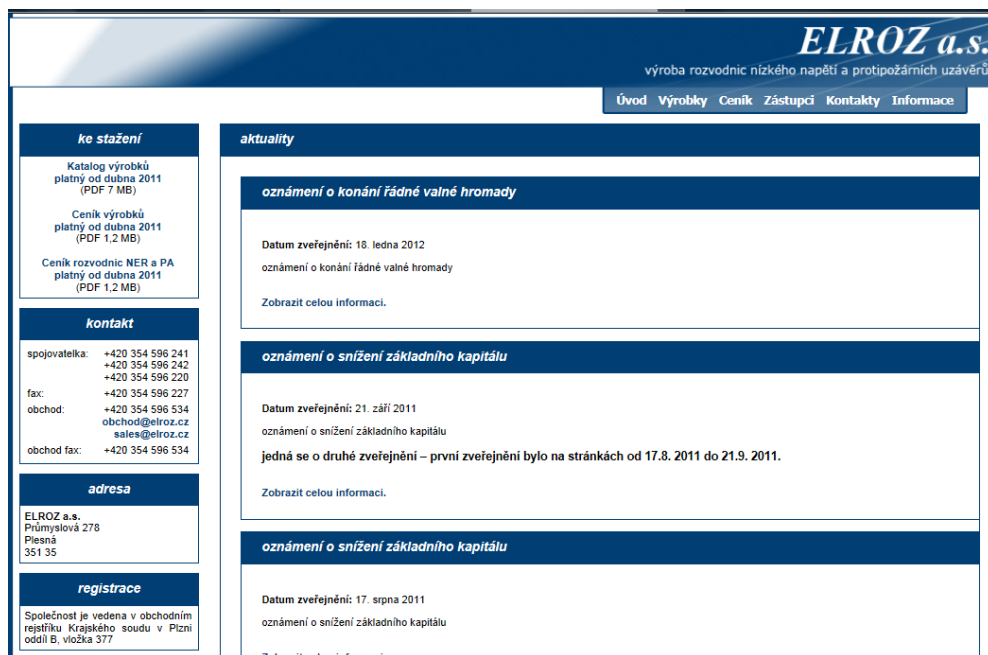 ELROZ a.s.
výroba rozvodnic nízkého napětí a protipožárních uzávěrů
Úvod Výrobky Ceník Zástupci Kontakty Informace
ke stažení
Katalog výrobků
platný od dubna 2011
(PDF 7 MB)
Ceník výrobků
platný od dubna 2011
(PDF 1,2 MB)
Ceník rozvodnic NER a PA
platný od dubna 2011
(PDF 1,2 MB)
kontakt
spojovatelka: +420 354 596 241
+420 354 596 242
+420 354 596 220
fax: +420 354 596 227
obchod: +420 354 596 534
obchod@elroz.cz
sales@elroz.cz
obchod fax: +420 354 596 534
adresa
ELROZ a.s.
Průmyslová 278
Plesná
351 35
registrace
Společnost je vedena v obchodním
rejstříku Krajského soudu v Plzni
oddíl B, vložka 377
aktuality
oznámení o konání řádné valné hromady
Datum zveřejnění: 18. ledna 2012
oznámení o konání řádné valné hromady
Zobrazit celou informaci.
oznámení o snížení základního kapitálu
Datum zveřejnění: 21. září 2011
oznámení o snížení základního kapitálu
jedná se o druhé zveřejnění – první zveřejnění bylo na stránkách od 17.8. 2011 do 21.9. 2011.
Zobrazit celou informaci.
oznámení o snížení základního kapitálu
Datum zveřejnění: 17. srpna 2011
oznámení o snížení základního kapitálu